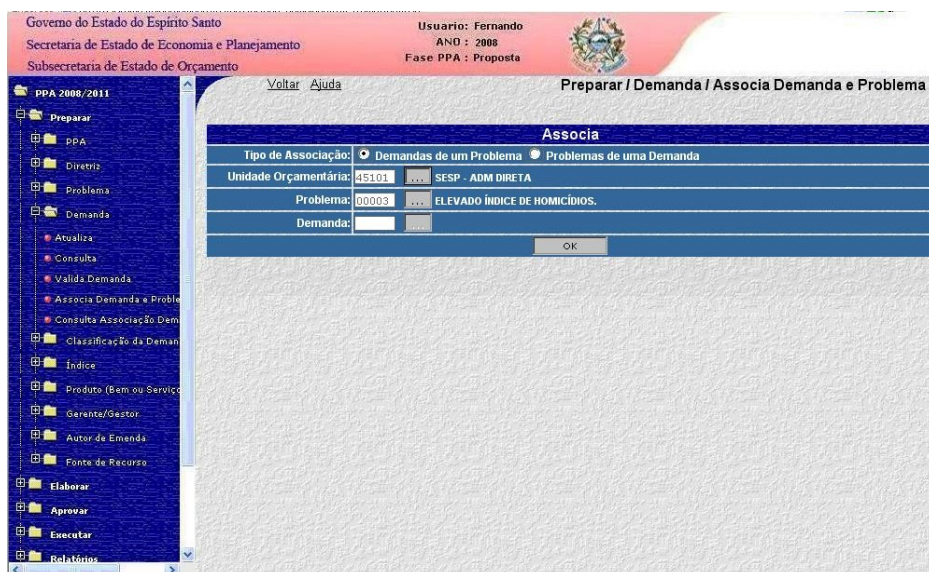 Governo do Estado do Espírito Santo
Secretaria de Estado de Economia e Planejamento
Subsecretaria de Estado de Orçamento
Usuario: Fernando
ANO : 2008
Fase PPA : Proposta
Voltar Ajuda
Preparar / Demanda / Associa Demanda e Problema
PPA 2008/2011
Preparar
PPA
Diretriz
Problema
Demanda
Atualiza
Consulta
Valida Demanda
Associa Demanda e Proble
Consulta Associação Dem
Classificação da Deman
Índice
Produto (Bem ou Serviço
Gerente/Gestor
Autor de Emenda
Fonte de Recurso
Elaborar
Aprovar
Executar
Relatórios
Associa
Tipo de Associação: Demandas de um Problema Problemas de uma Demanda
Unidade Orçamentária: 45101 ... SESP - ADM DIRETA
Problema: 00003 ... ELEVADO ÍNDICE DE HOMICÍDIOS.
Demanda: ...
OK